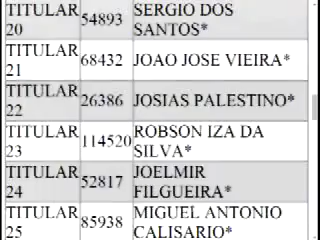 TITULAR 20 54893 SERGIO DOS SANTOS*
TITULAR 21 68432 JOAO JOSE VIEIRA*
TITULAR 22 26386 JOSIAS PALESTINO*
TITULAR 23 114520 ROBSON IZA DA SILVA*
TITULAR 24 52817 JOELMIR FILGUEIRA*
TITULAR 25 85938 MIGUEL ANTONIO CALISARIO*